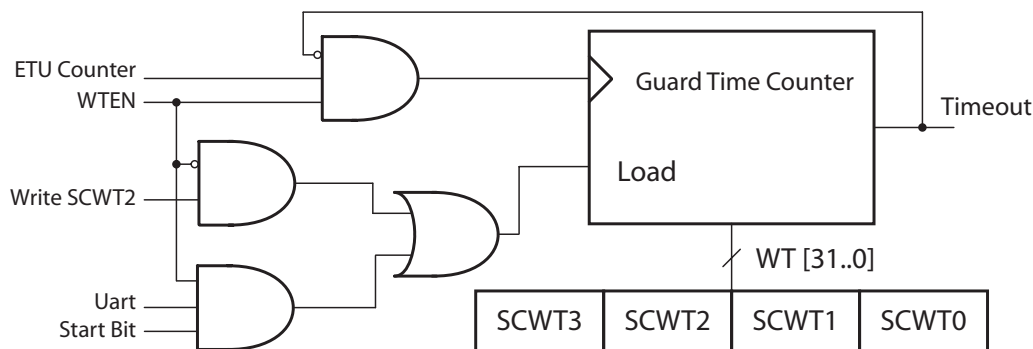 ETU Counter
WTEN
Guard Time Counter
Timeout
Write SCWT2
Load
WT [31..0]
Uart
Start Bit
SCWT3 SCWT2 SCWT1 SCWT0